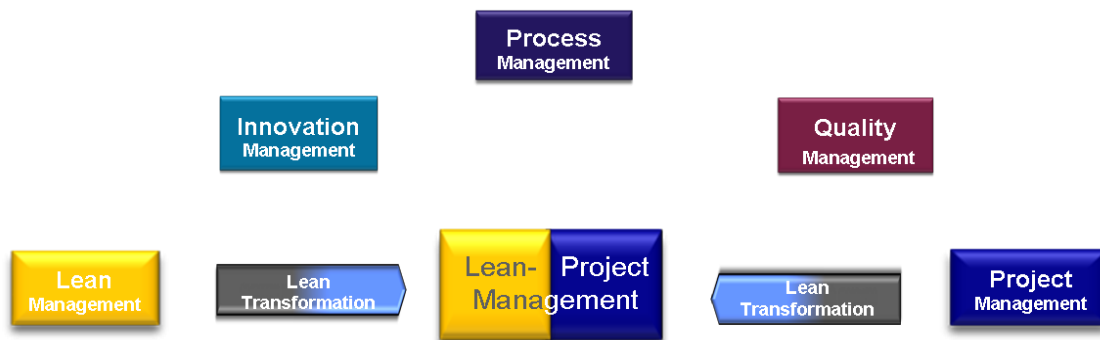 Process
Management
Innovation
Management
Quality
Management
Lean
Management
Lean
Transformation
Lean- Project
Management
Lean
Transformation
Project
Management